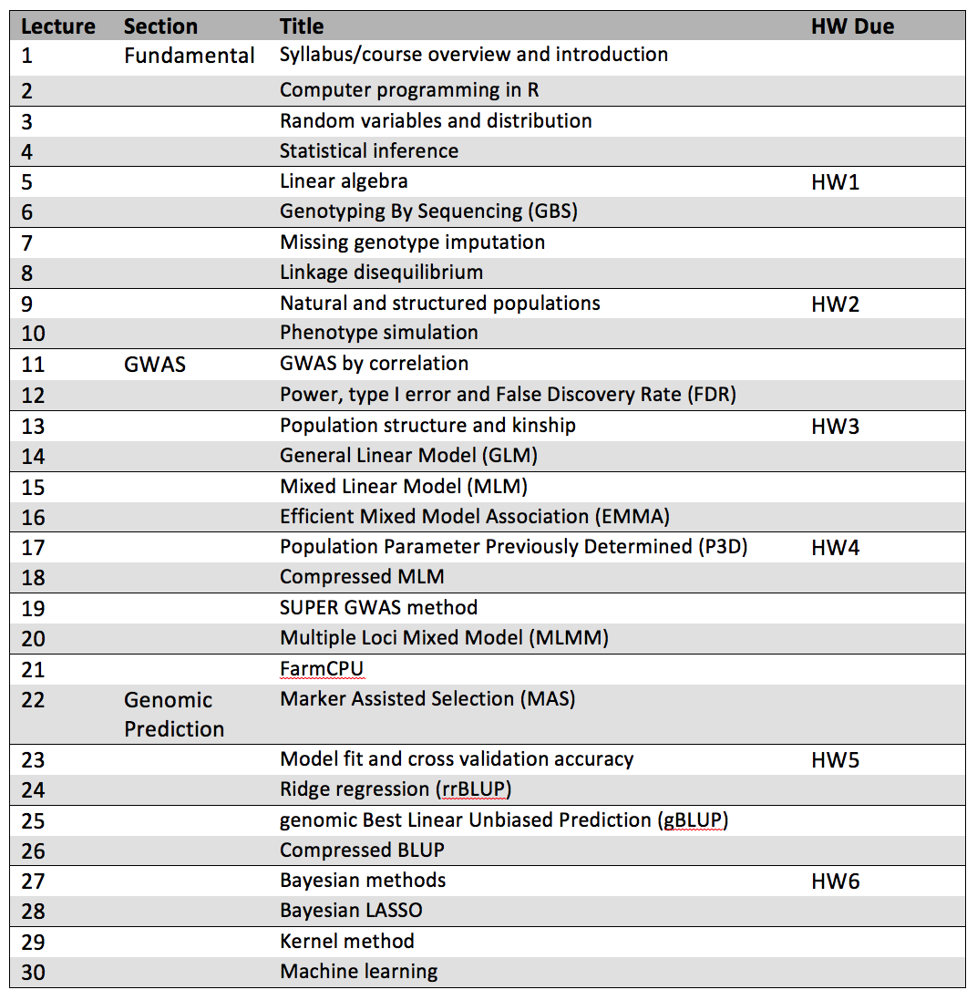 Lecture Section Title HW Due
1 Fundamental Syllabus/course overview and introduction
2 Computer programming in R
3 Random variables and distribution
4 Statistical inference
5 Linear algebra HW1
6 Genotyping By Sequencing (GBS)
7 Missing genotype imputation
8 Linkage disequilibrium
9 Natural and structured populations HW2
10 Phenotype simulation
11 GWAS GWAS by correlation
12 Power, type I error and False Discovery Rate (FDR)
13 Population structure and kinship HW3
14 General Linear Model (GLM)
15 Mixed Linear Model (MLM)
16 Efficient Mixed Model Association (EMMA)
17 Population Parameter Previously Determined (P3D) HW4
18 Compressed MLM
19 SUPER GWAS method
20 Multiple Loci Mixed Model (MLMM)
21 FarmCPU
22 Genomic Marker Assisted Selection (MAS)
Prediction
23 Model fit and cross validation accuracy HW5
24 Ridge regression (rrBLUP)
25 genomic Best Linear Unbiased Prediction (gBLUP)
26 Compressed BLUP
27 Bayesian methods HW6
28 Bayesian LASSO
29 Kernel method
30 Machine learning